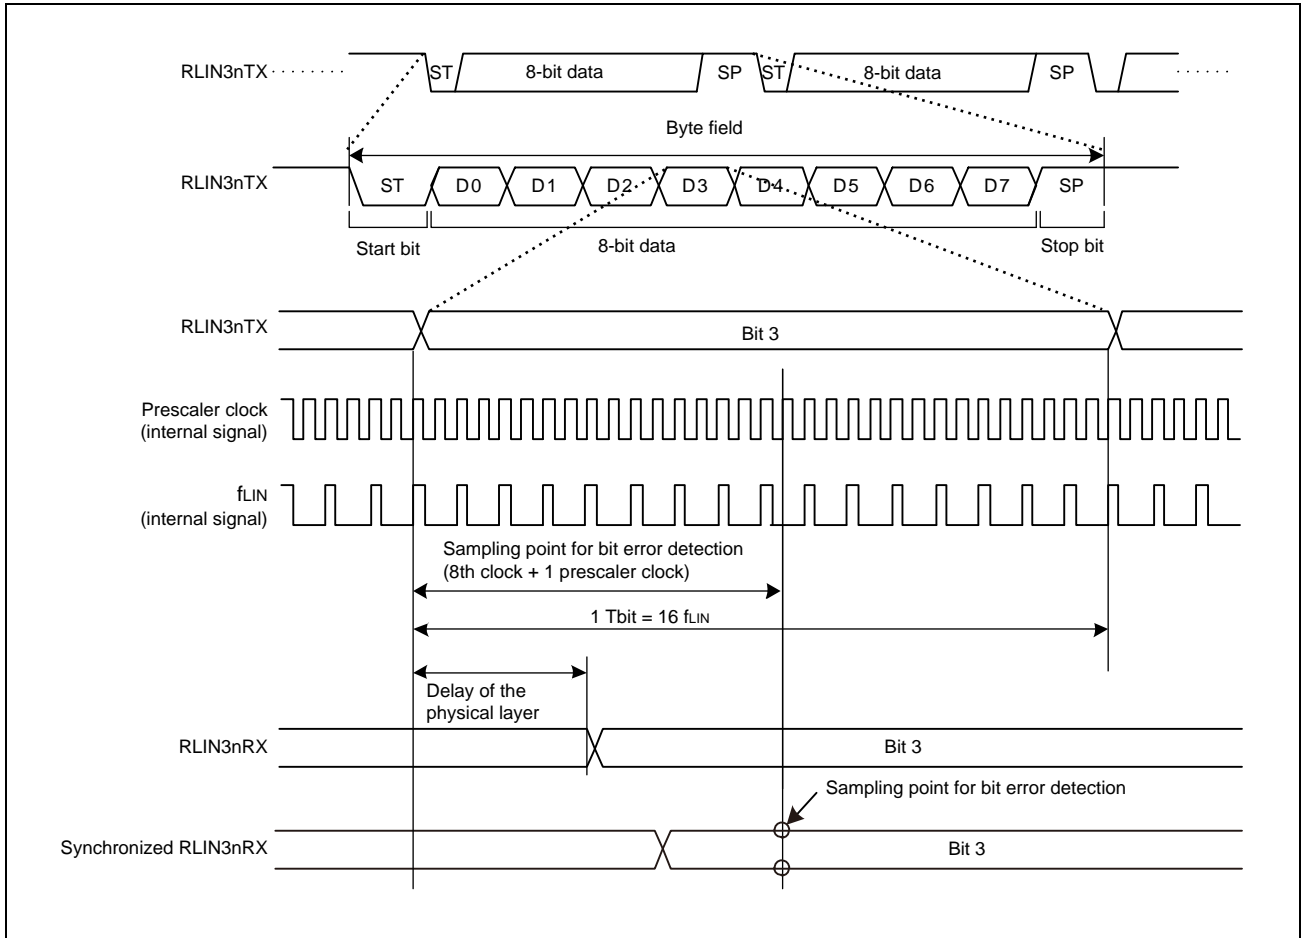 RLIN3nTX
ST
8-bit data
SP
ST
8-bit data
SP
Byte field
RLIN3nTX
ST
D0
D1
D2
D3
D4
D5
D6
D7
SP
Start bit
8-bit data
Stop bit
RLIN3nTX
Bit 3
Prescaler clock
(internal signal)
fLIN
(internal signal)
Sampling point for bit error detection
(8th clock + 1 prescaler clock)
1 Tbit = 16 fLIN
Delay of the
physical layer
RLIN3nRX
Bit 3
Sampling point for bit error detection
Synchronized RLIN3nRX
Bit 3